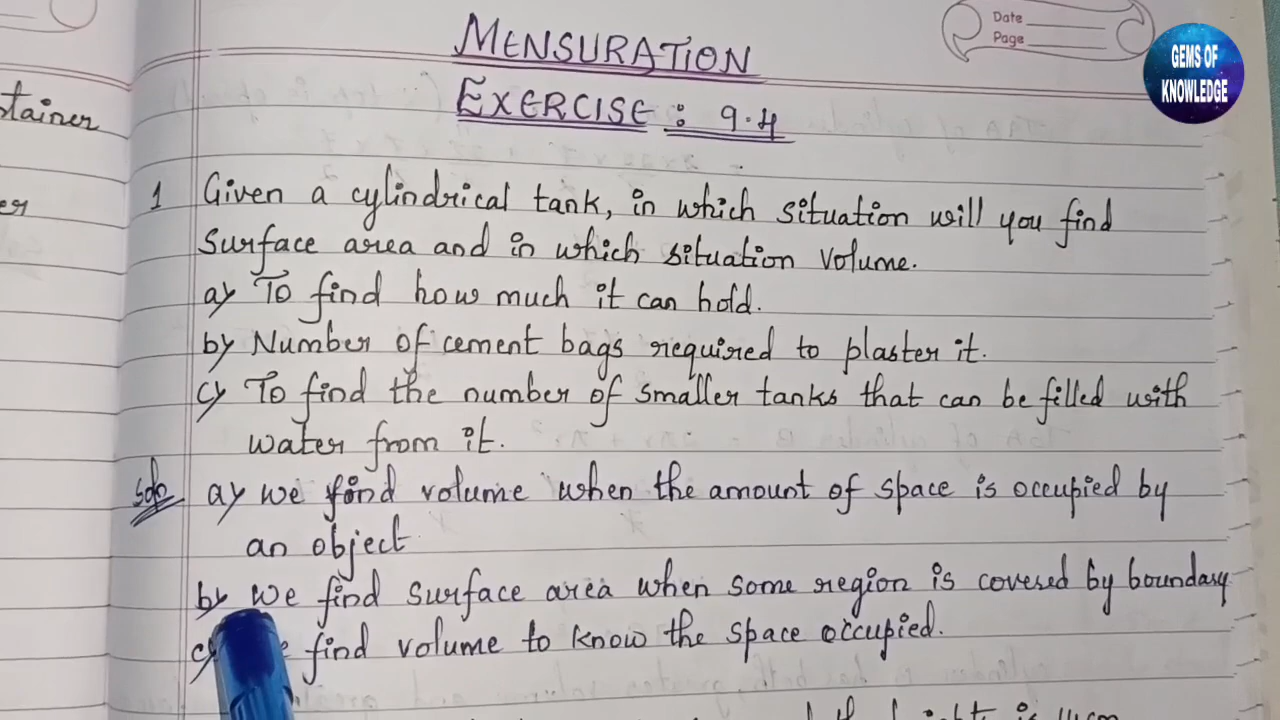 Date
Page
GEMS OF
KNOWLEDGE
MENSURATION
EXERCISE : 9.4
tainer
er
1 Given a cylindrical tank, in which situation will you find
surface area and in which situation volume.
a) To find how much it can hold.
b) Number of cement bags required to plaster it.
c) To find the number of smaller tanks that can be filled with
water from it.
Soln a) we find volume when the amount of space is occupied by
an object
b) We find surface area when some region is covered by boundary
c) find volume to know the space occupied.